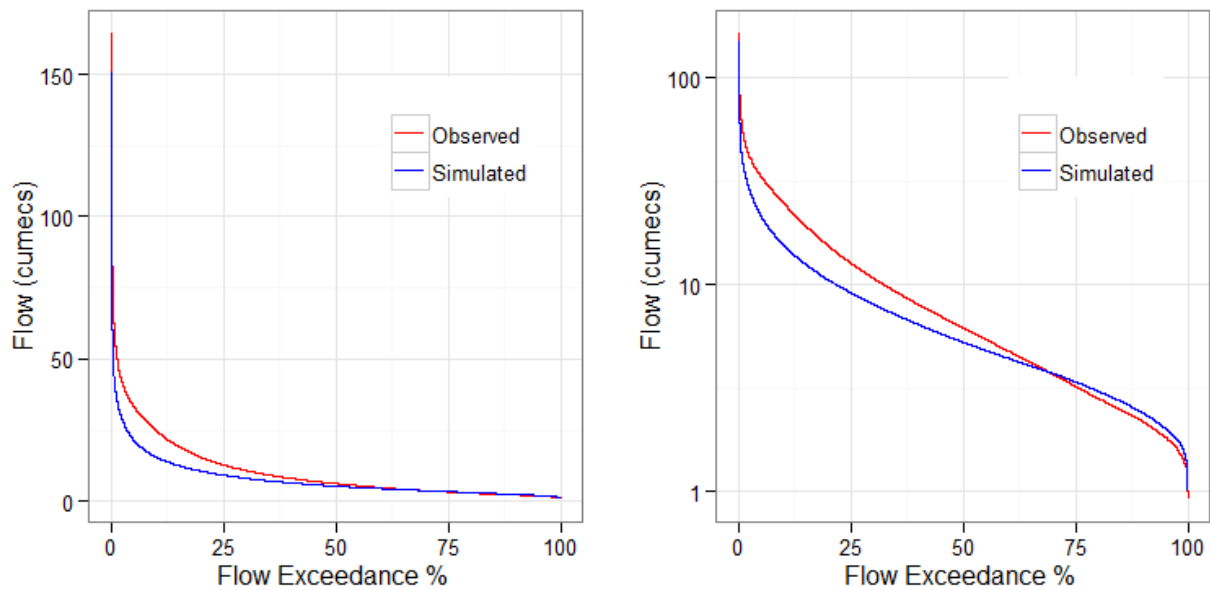 150
100
50
0
Flow (cumecs)
Observed
Simulated
0 25 50 75 100
Flow Exceedance %
100
10
1
Flow (cumecs)
Observed
Simulated
0 25 50 75 100
Flow Exceedance %